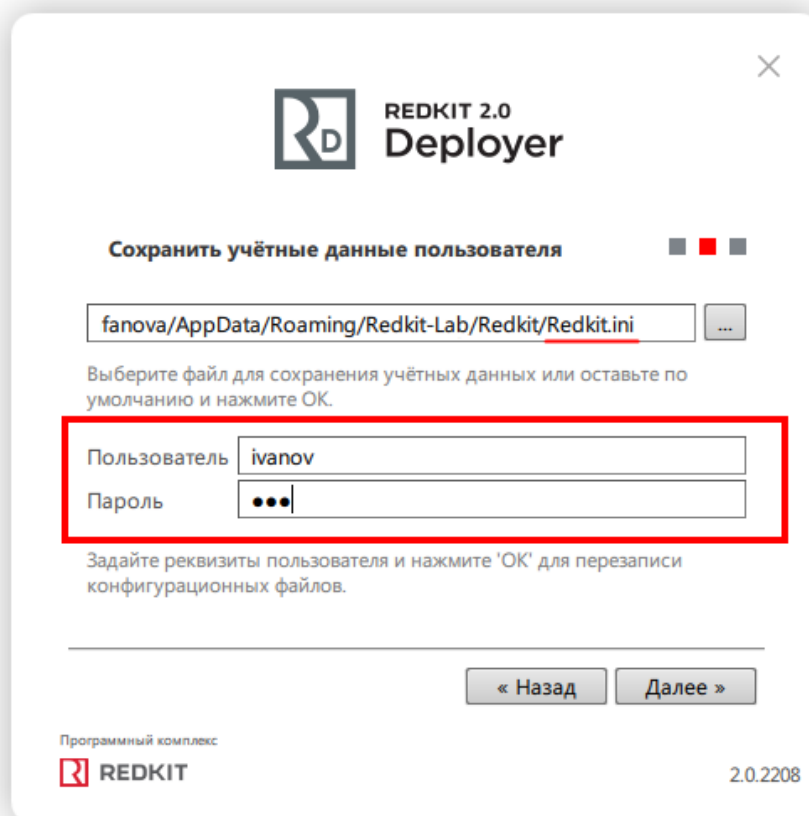 REDKIT 2.0
Deployer
Сохранить учётные данные пользователя
fanova/AppData/Roaming/Redkit-Lab/Redkit/Redkit.ini
...
Выберите файл для сохранения учётных данных или оставьте по
умолчанию и нажмите ОК.
Пользователь ivanov
Пароль •••
Задайте реквизиты пользователя и нажмите 'ОК' для перезаписи
конфигурационных файлов.
« Назад Далее »
Программный комплекс
REDKIT
2.0.2208